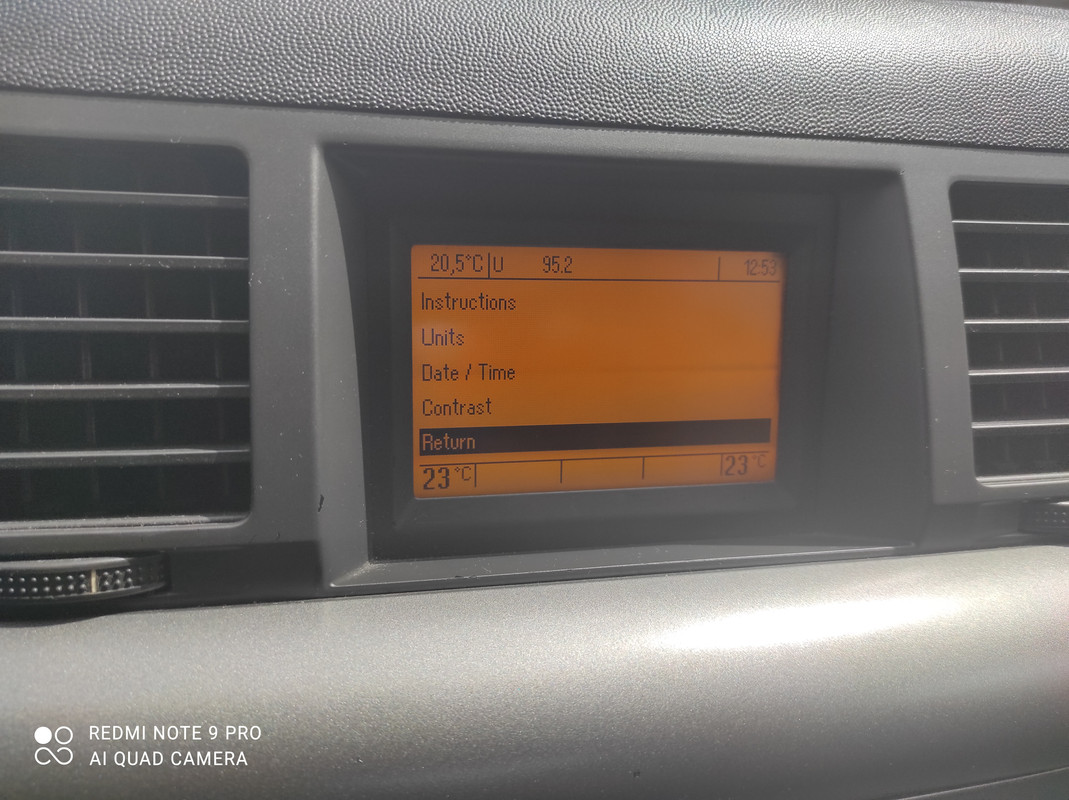 20,5°C U 95.2 12:53
Instructions
Units
Date / Time
Contrast
Return
23 °C 23 °C
REDMI NOTE 9 PRO
AI QUAD CAMERA